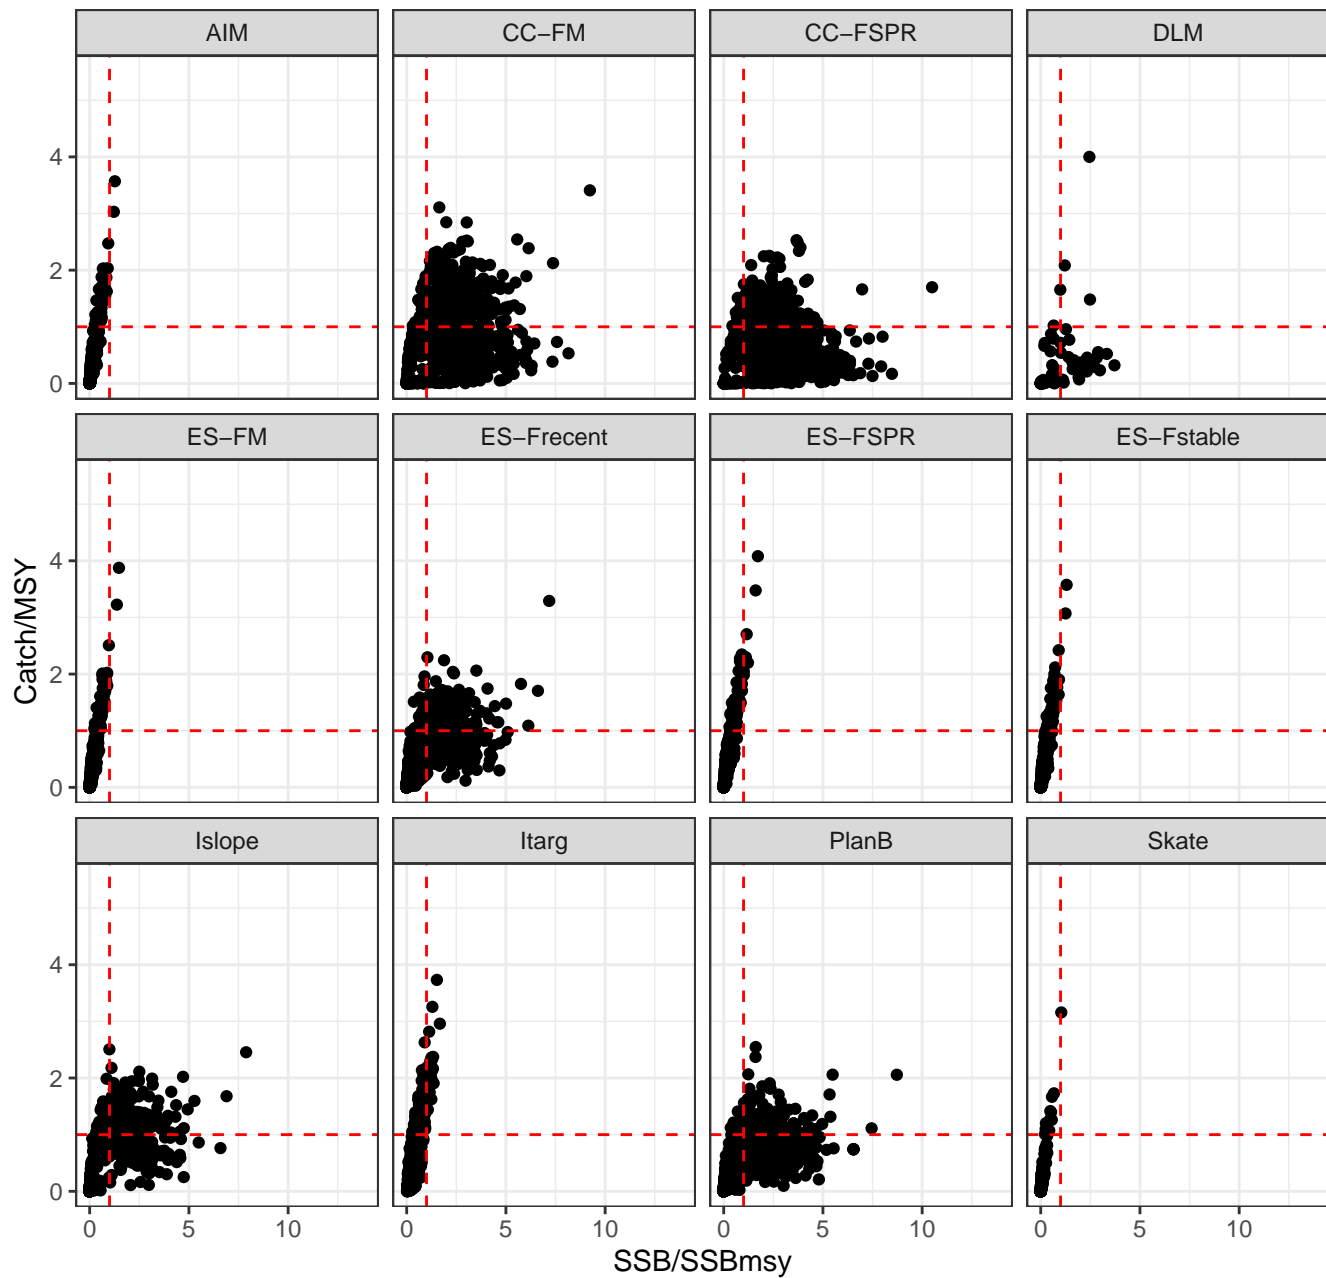 AIM CC−FM CC−FSPR DLM
4
2
0
ES−FM ES−Frecent ES−FSPR ES−Fstable
4
2
0
Catch/MSY
Islope Itarg PlanB Skate
4
2
0
0 5 10 0 5 10 0 5 10 0 5 10
SSB/SSBmsy